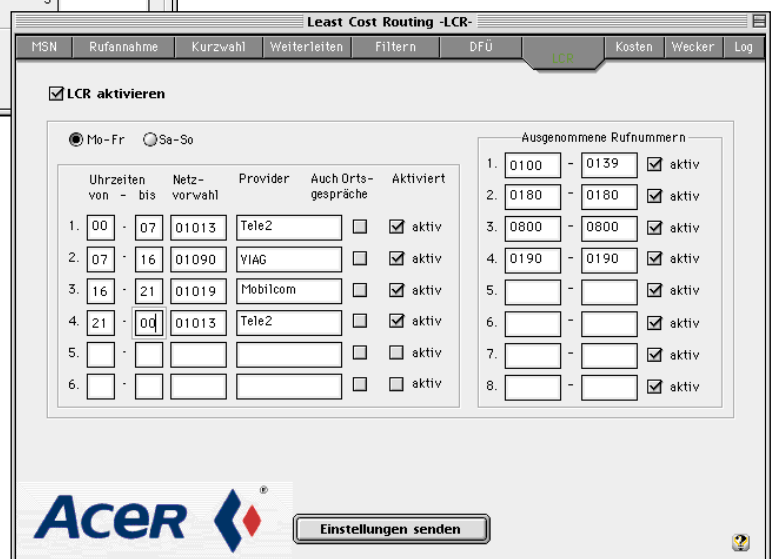 Least Cost Routing -LCR-
MSN Rufannahme Kurzwahl Weiterleiten Filtern DFÜ LCR Kosten Wecker Log
LCR aktivieren
Mo-Fr Sa-So
Uhrzeiten von - bis Netz-vorwahl Provider Auch Orts-gespräche Aktiviert
1. 00 - 07 01013 Tele2 aktiv
2. 07 - 16 01090 VIAG aktiv
3. 16 - 21 01019 Mobilcom aktiv
4. 21 - 00 01013 Tele2 aktiv
5. - aktiv
6. - aktiv
Ausgenommene Rufnummern
1. 0100 - 0139 aktiv
2. 0180 - 0180 aktiv
3. 0800 - 0800 aktiv
4. 0190 - 0190 aktiv
5. - aktiv
6. - aktiv
7. - aktiv
8. - aktiv
Acer ®
Einstellungen senden
?